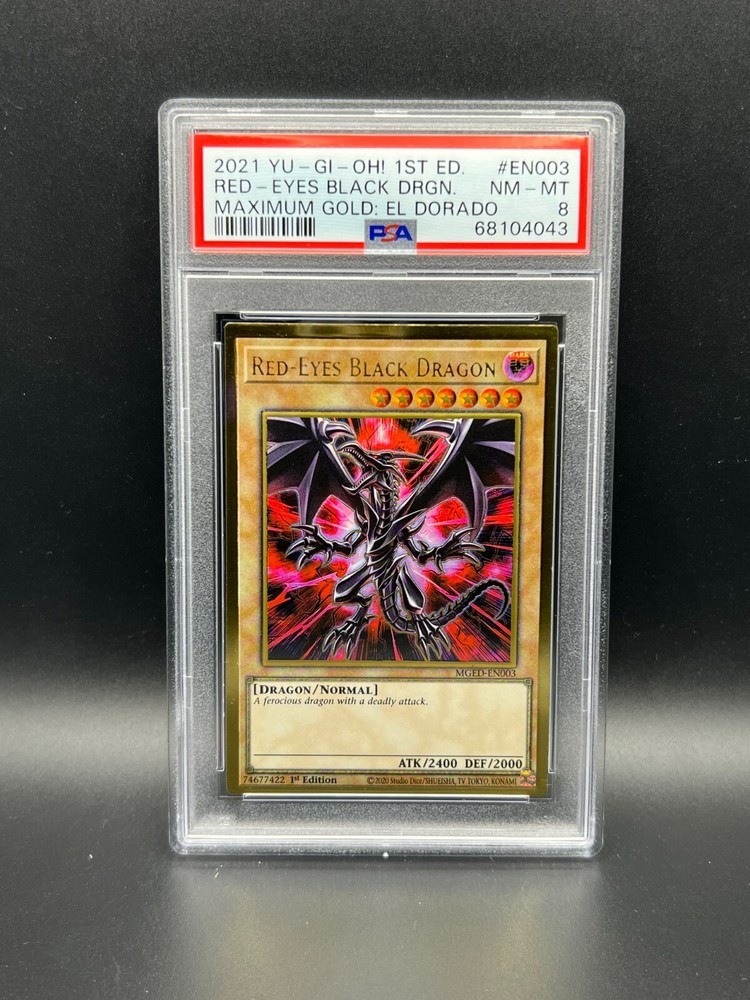 2021 YU-GI-OH! 1ST ED. #EN003
RED-EYES BLACK DRGN. NM-MT
MAXIMUM GOLD: EL DORADO 8
PSA 68104043
RED-EYES BLACK DRAGON
DARK
MGED-EN003
[DRAGON/NORMAL]
A ferocious dragon with a deadly attack.
ATK/2400 DEF/2000
74677422 1st Edition ©2020 Studio Dice/SHUEISHA, TV TOKYO, KONAMI